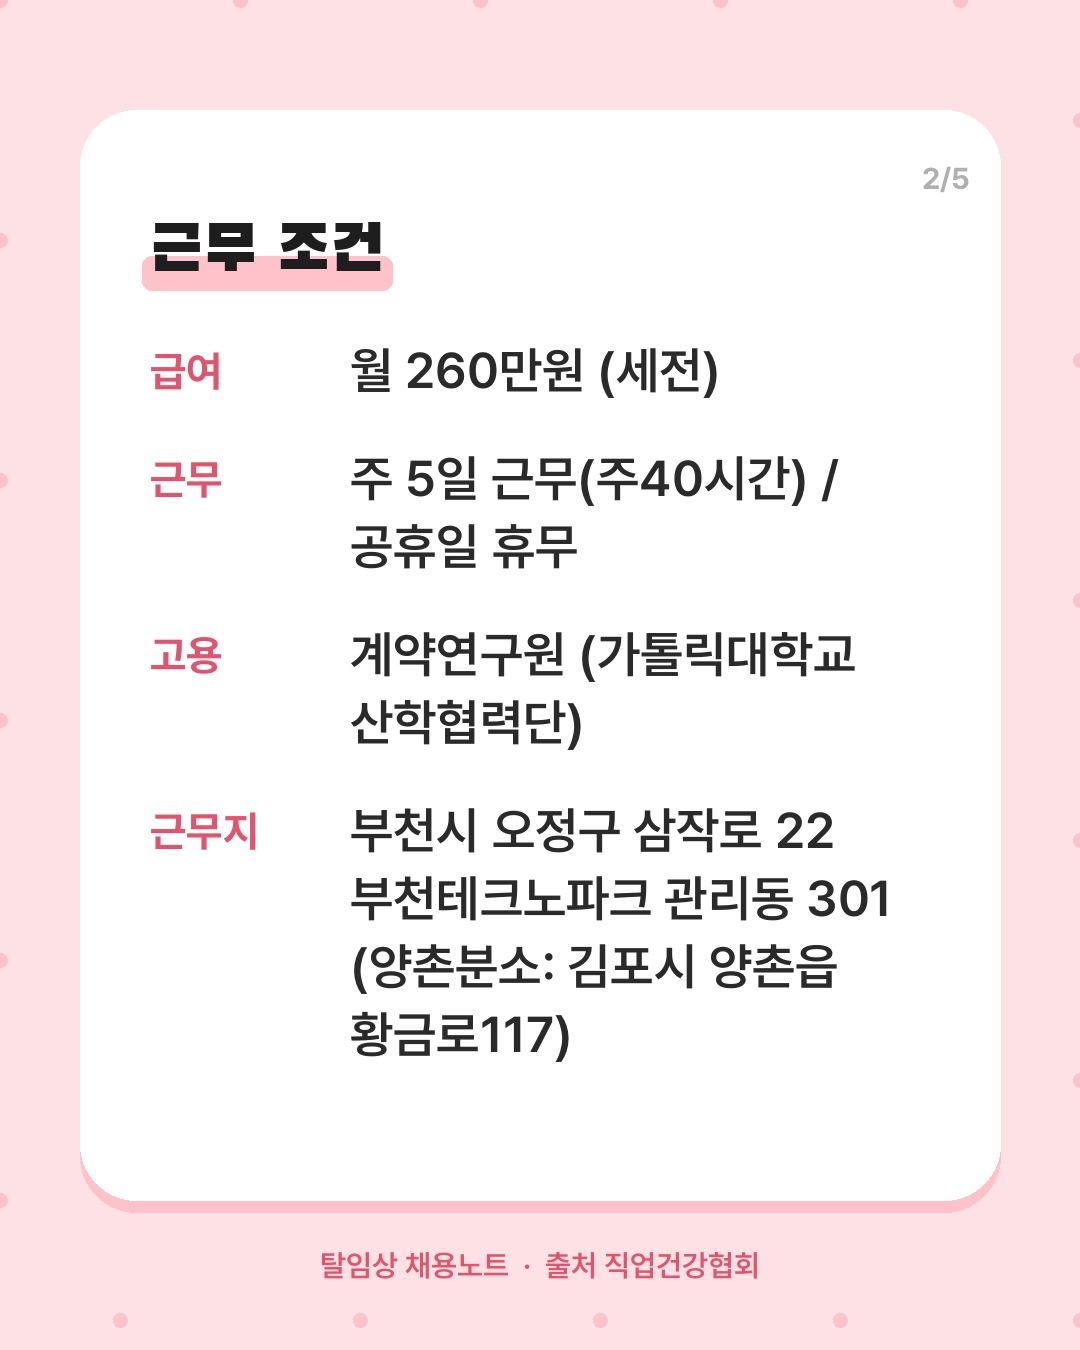 2/5
근무 조건
급여
월 260만원 (세전)
근무
주 5일 근무(주40시간) /
공휴일 휴무
고용
계약연구원 (가톨릭대학교
산학협력단)
근무지
부천시 오정구 삼작로 22
부천테크노파크 관리동 301
(양촌분소: 김포시 양촌읍
황금로117)
탈임상 채용노트 · 출처 직업건강협회